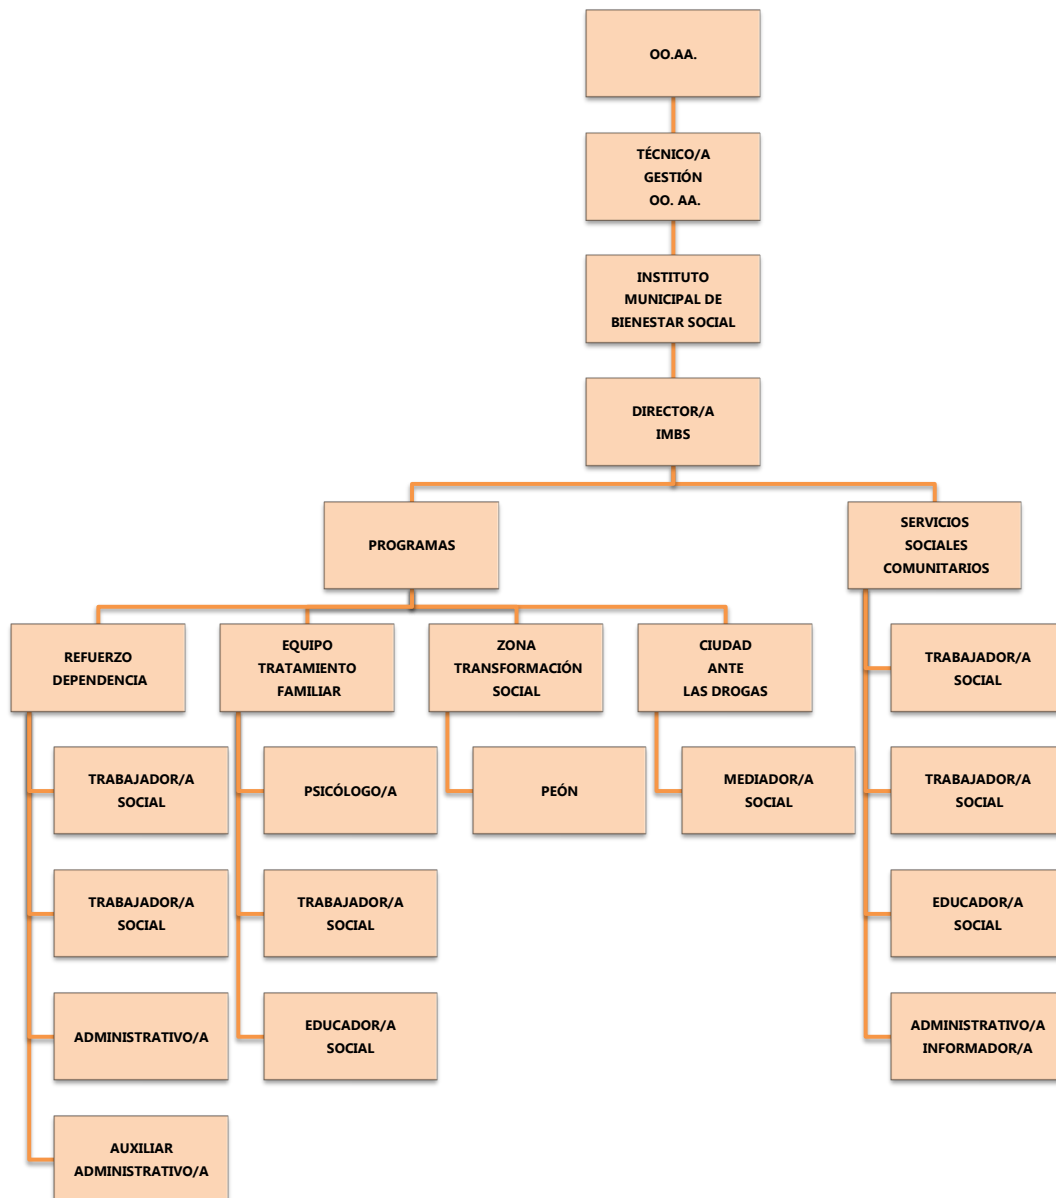 OO.AA.
TÉCNICO/A
GESTIÓN
OO. AA.
INSTITUTO
MUNICIPAL DE
BIENESTAR SOCIAL
DIRECTOR/A
IMBS
PROGRAMAS
SERVICIOS
SOCIALES
COMUNITARIOS
REFUERZO
DEPENDENCIA
EQUIPO
TRATAMIENTO
FAMILIAR
ZONA
TRANSFORMACIÓN
SOCIAL
CIUDAD
ANTE
LAS DROGAS
TRABAJADOR/A
SOCIAL
TRABAJADOR/A
SOCIAL
ADMINISTRATIVO/A
AUXILIAR
ADMINISTRATIVO/A
PSICÓLOGO/A
TRABAJADOR/A
SOCIAL
EDUCADOR/A
SOCIAL
PEÓN
MEDIADOR/A
SOCIAL
TRABAJADOR/A
SOCIAL
TRABAJADOR/A
SOCIAL
EDUCADOR/A
SOCIAL
ADMINISTRATIVO/A
INFORMADOR/A